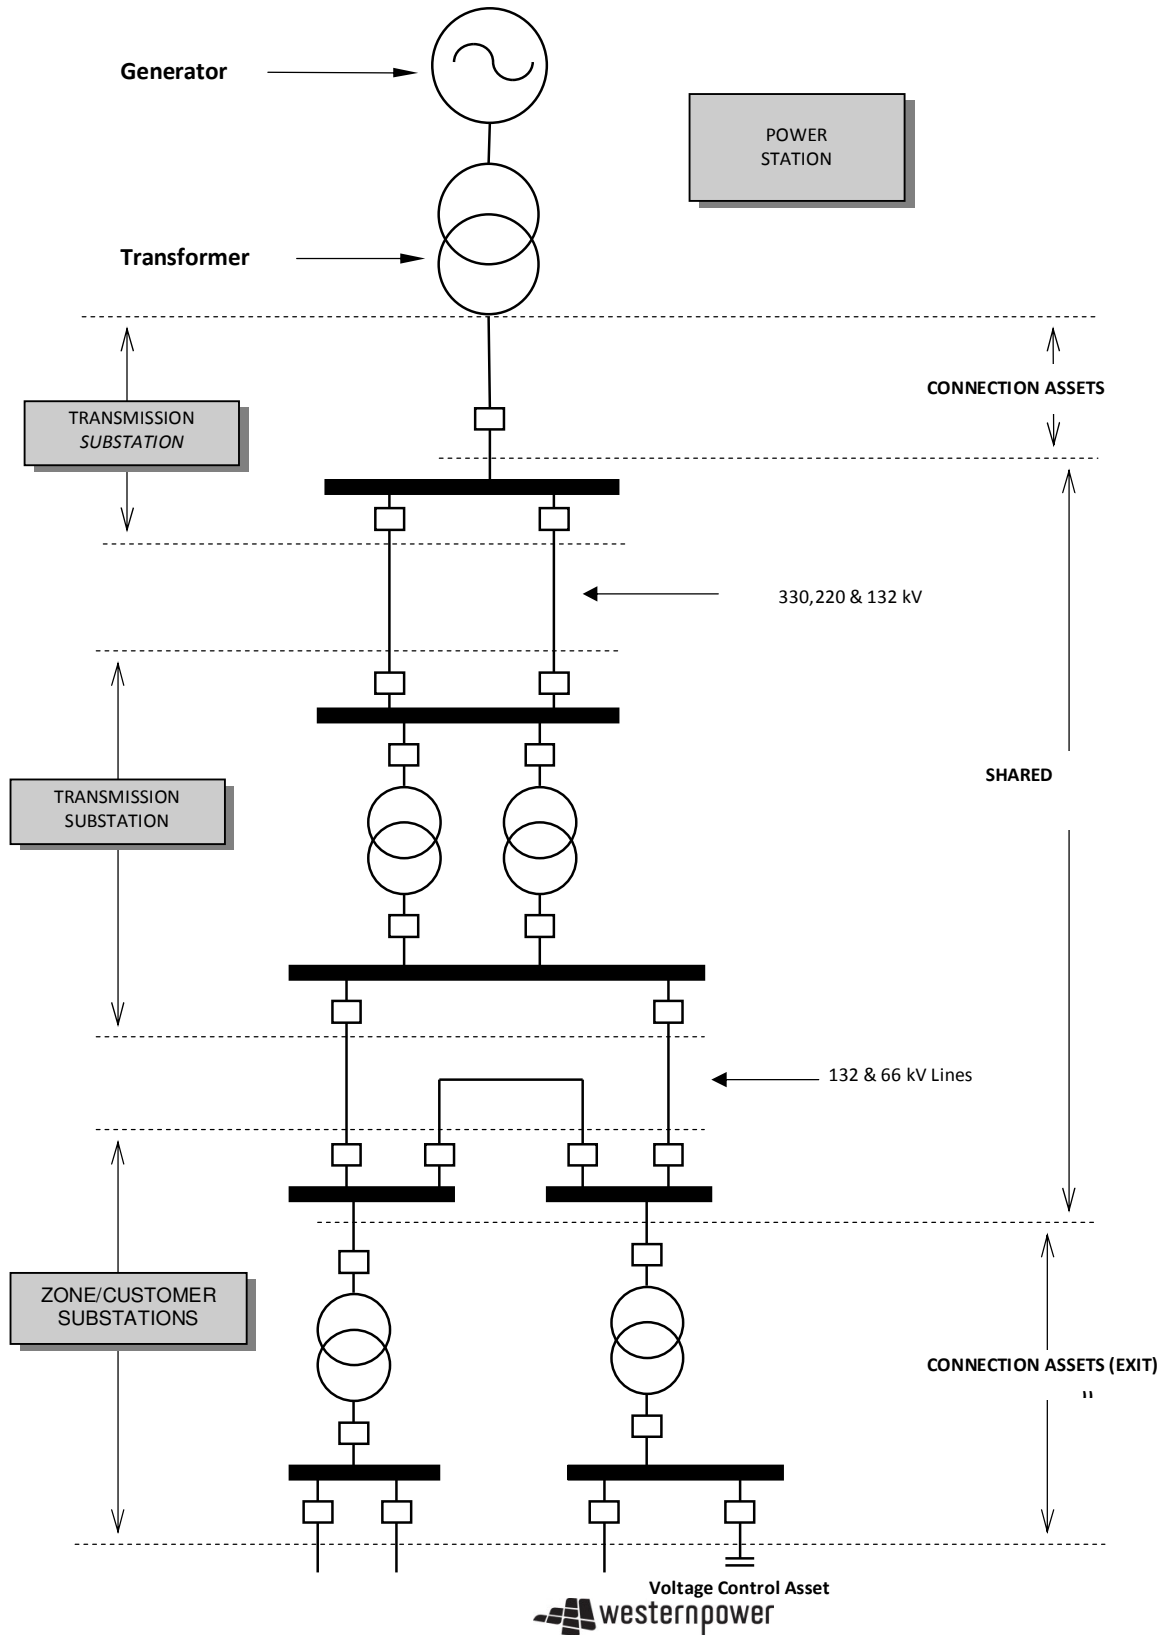 Generator
POWER
STATION
Transformer
CONNECTION ASSETS
TRANSMISSION
SUBSTATION
330,220 & 132 kV
SHARED
TRANSMISSION
SUBSTATION
132 & 66 kV Lines
ZONE/CUSTOMER
SUBSTATIONS
CONNECTION ASSETS (EXIT)
Voltage Control Asset
westernpower